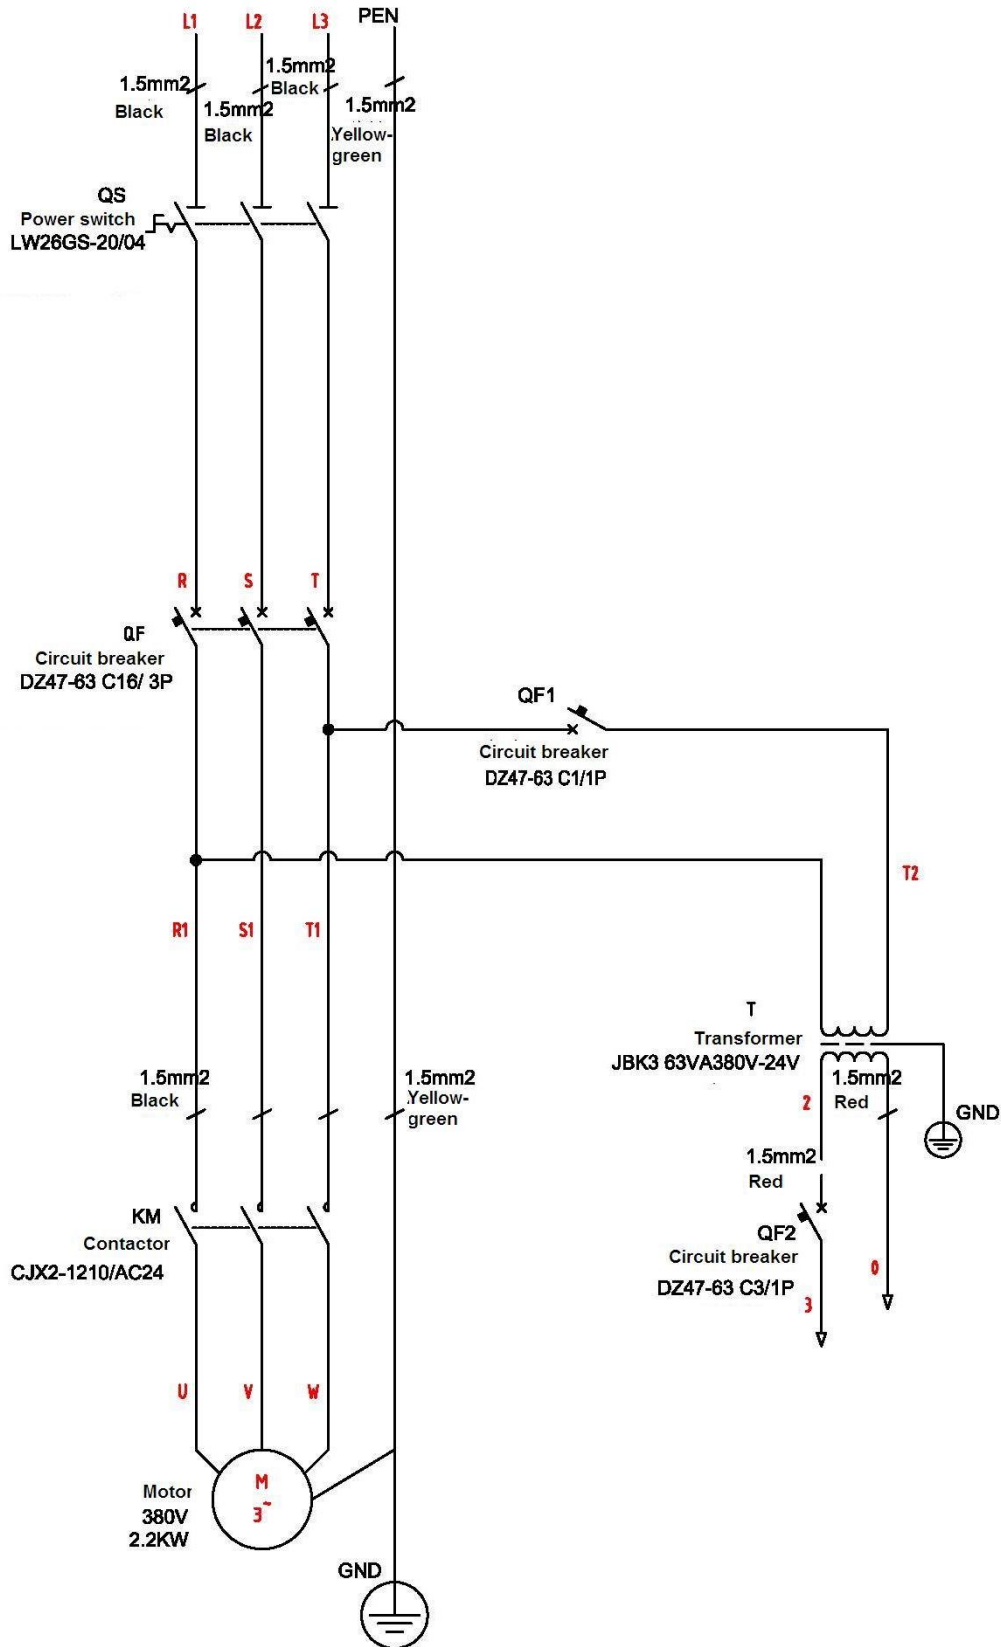 L1
L2
L3
PEN
1.5mm2
Black
1.5mm2
Black
1.5mm2
Black
1.5mm2
Yellow-
green
QS
Power switch
LW26GS-20/04
R
S
T
QF
Circuit breaker
DZ47-63 C16/ 3P
QF1
Circuit breaker
DZ47-63 C1/1P
T2
R1
S1
T1
T
Transformer
JBK3 63VA380V-24V
1.5mm2
Black
1.5mm2
Yellow-
green
2
1.5mm2
Red
GND
1.5mm2
Red
KM
Contactor
CJX2-1210/AC24
QF2
Circuit breaker
DZ47-63 C3/1P
0
3
U
V
W
M
3~
Motor
380V
2.2KW
GND